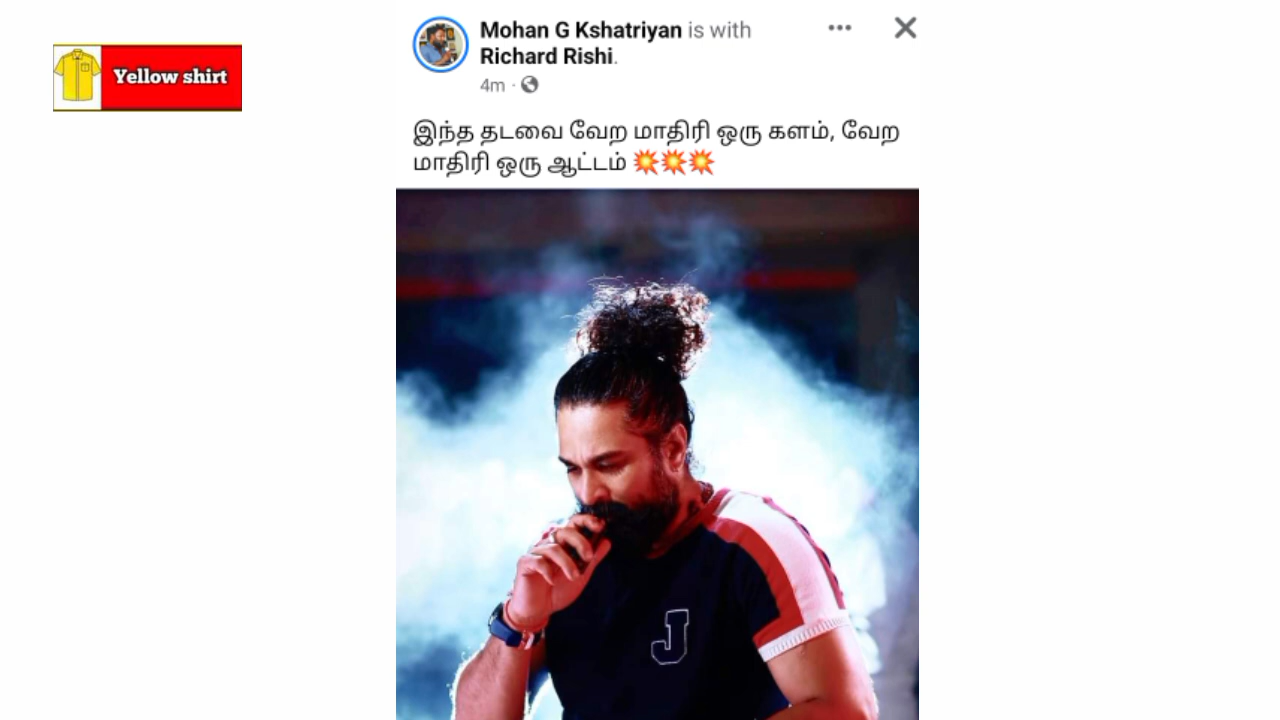 Yellow shirt
Mohan G Kshatriyan is with
Richard Rishi.
4m ·
இந்த தடவை வேற மாதிரி ஒரு களம், வேற
மாதிரி ஒரு ஆட்டம் 💥💥💥
J